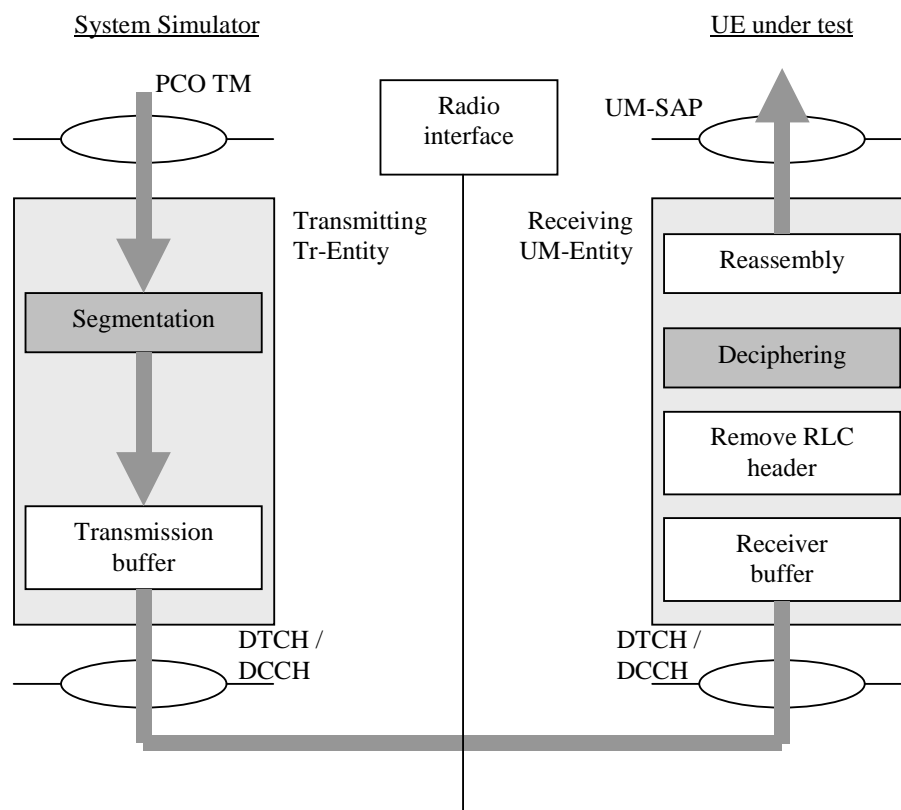 System Simulator
UE under test
PCO TM
Radio
interface
UM-SAP
Transmitting
Tr-Entity
Receiving
UM-Entity
Segmentation
Transmission
buffer
Reassembly
Deciphering
Remove RLC
header
Receiver
buffer
DTCH /
DCCH
DTCH /
DCCH